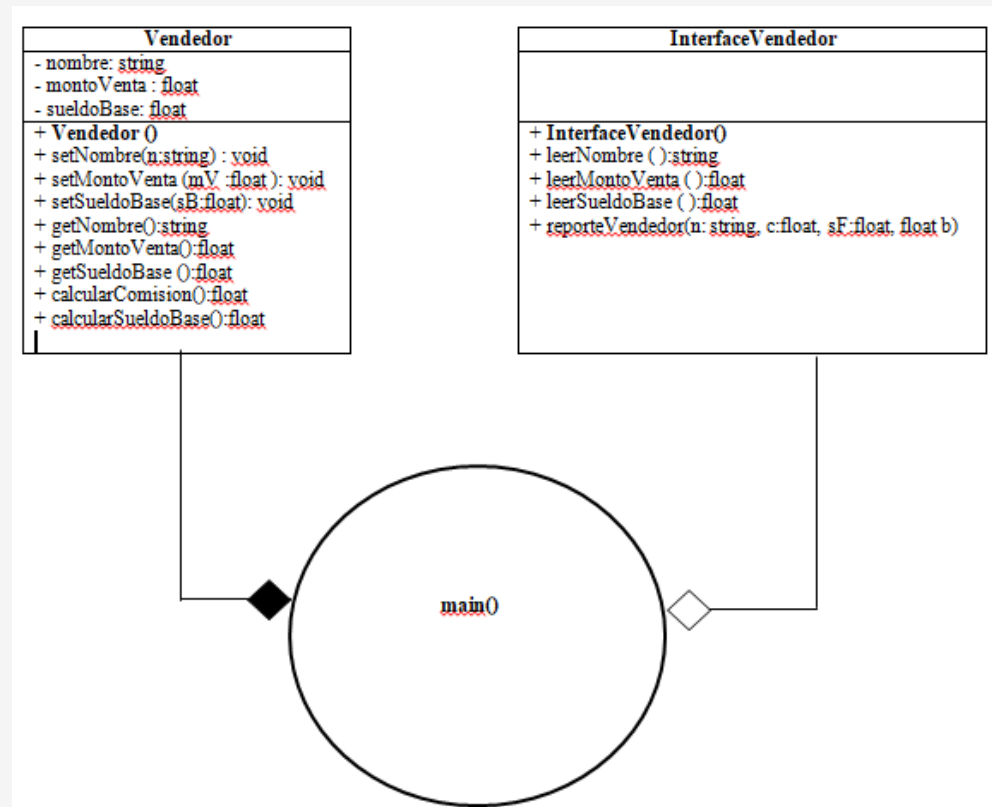 Vendedor
- nombre: string
- montoVenta : float
- sueldoBase: float
+ Vendedor ()
+ setNombre(n:string) : void
+ setMontoVenta (mV :float ): void
+ setSueldoBase(sB:float): void
+ getNombre():string
+ getMontoVenta():float
+ getSueldoBase ():float
+ calcularComision():float
+ calcularSueldoBase():float
InterfaceVendedor
+ InterfaceVendedor()
+ leerNombre ( ):string
+ leerMontoVenta ( ):float
+ leerSueldoBase ( ):float
+ reporteVendedor(n: string, c:float, sF:float, float b)
main()